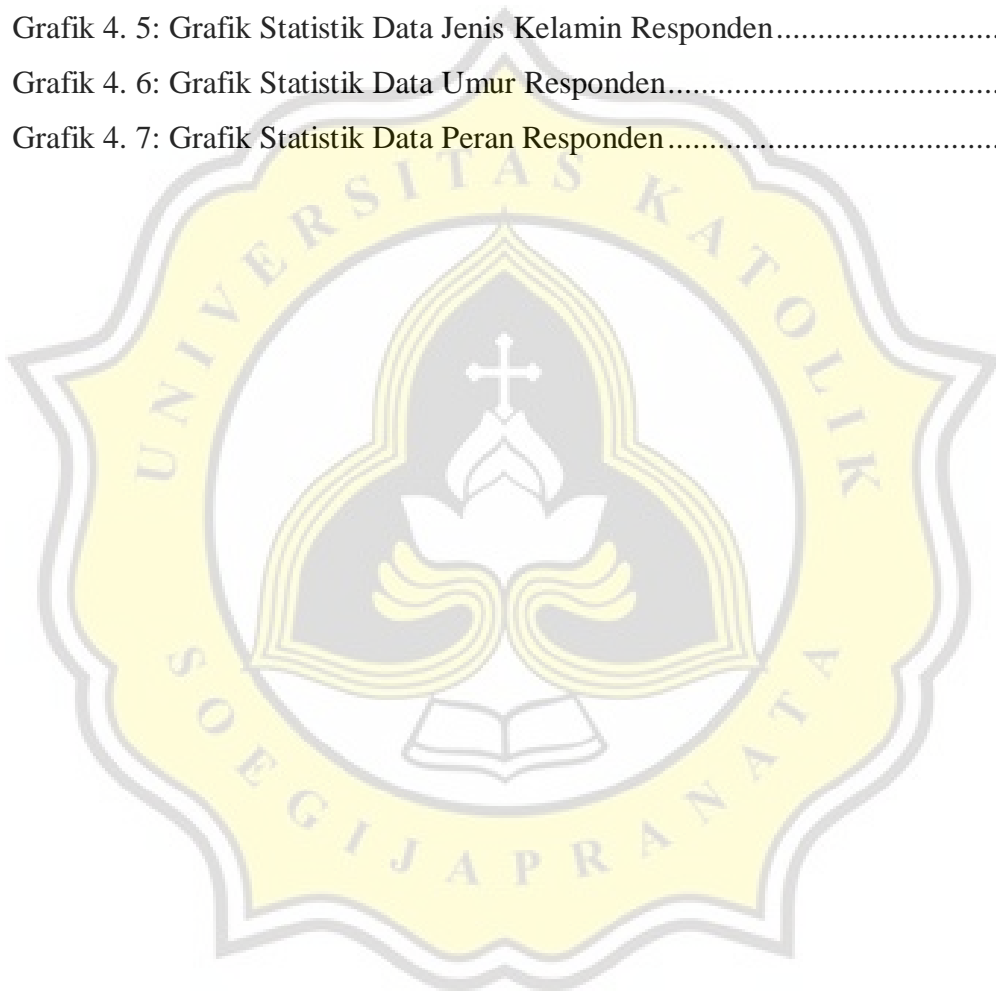 Grafik 4. 5: Grafik Statistik Data Jenis Kelamin Responden...........................
Grafik 4. 6: Grafik Statistik Data Umur Responden........................................
Grafik 4. 7: Grafik Statistik Data Peran Responden........................................
UNIVERSITAS KATOLIK
SOEGIJAPRANATA